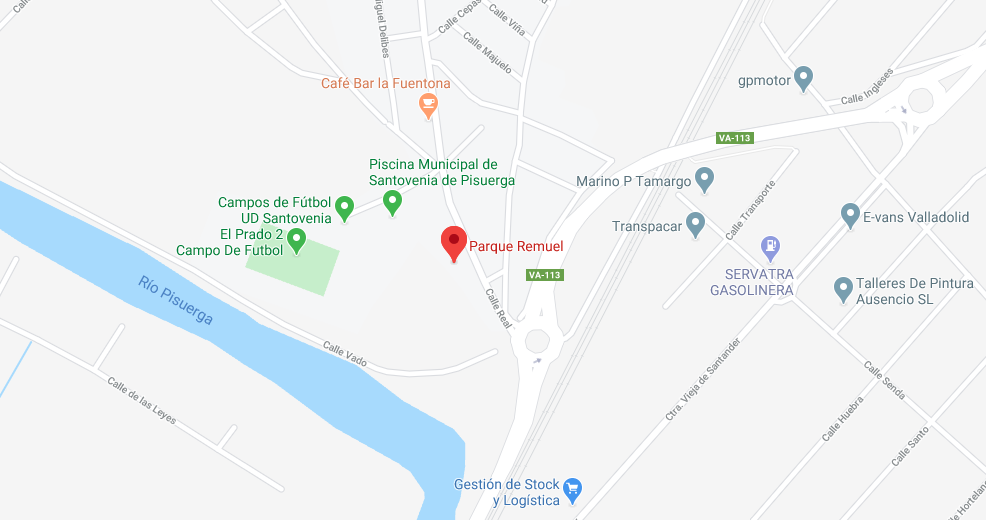 Miguel Delibes
Calle Cepas
Calle Viña
Calle Majuelo
Café Bar la Fuentona
gpmotor
Calle Ingleses
VA-113
Piscina Municipal de
Santovenia de Pisuerga
Marino P Tamargo
Calle Transporte
Campos de Fútbol
UD Santovenia
El Prado 2
Campo De Futbol
Transpacar
E-vans Valladolid
Parque Remuel
VA-113
SERVATRA
GASOLINERA
Talleres De Pintura
Ausencio SL
Río Pisuerga
Calle Real
Calle Vado
Calle de las Leyes
Ctra. Vieja de Santander
Calle Senda
Calle Huebra
Calle Santo
Gestión de Stock
y Logística